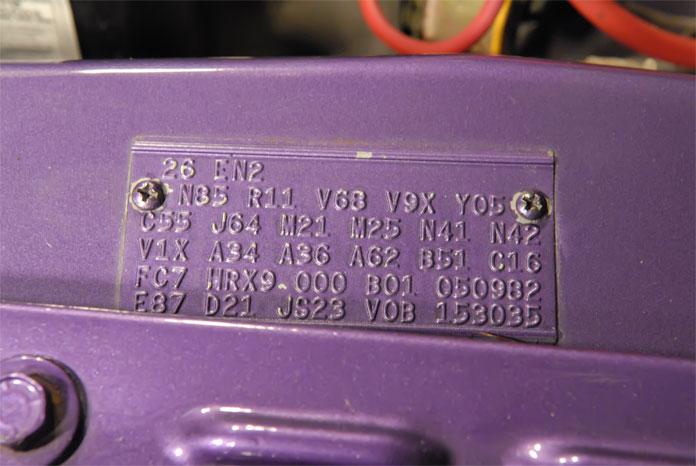 26 EN2
N85 R11 V68 V9X Y05
C55 J64 M21 M25 N41 N42
V1X A34 A36 A62 B51 C16
FC7 HRX9 000 B01 050982
E87 D21 JS23 V0B 153035